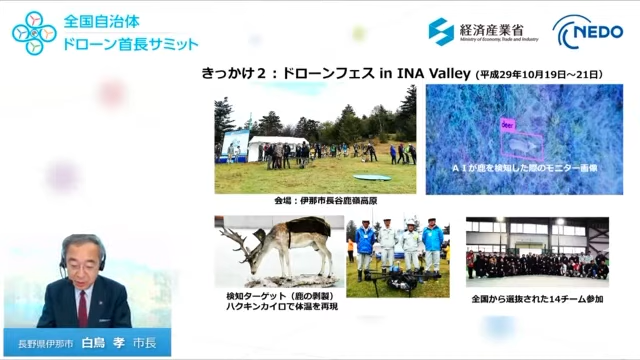 全国自治体
ドローン首長サミット
経済産業省
Ministry of Economy, Trade and Industry
NEDO
きっかけ2：ドローンフェス in INA Valley (平成29年10月19日～21日)
Deer
A1が鹿を検知した際のモニター画像
会場：伊那市長谷鹿嶺高原
検知ターゲット（鹿の剥製）
ハクキンカイロで体温を再現
全国から選抜された14チーム参加
長野県伊那市 白鳥 孝 市長